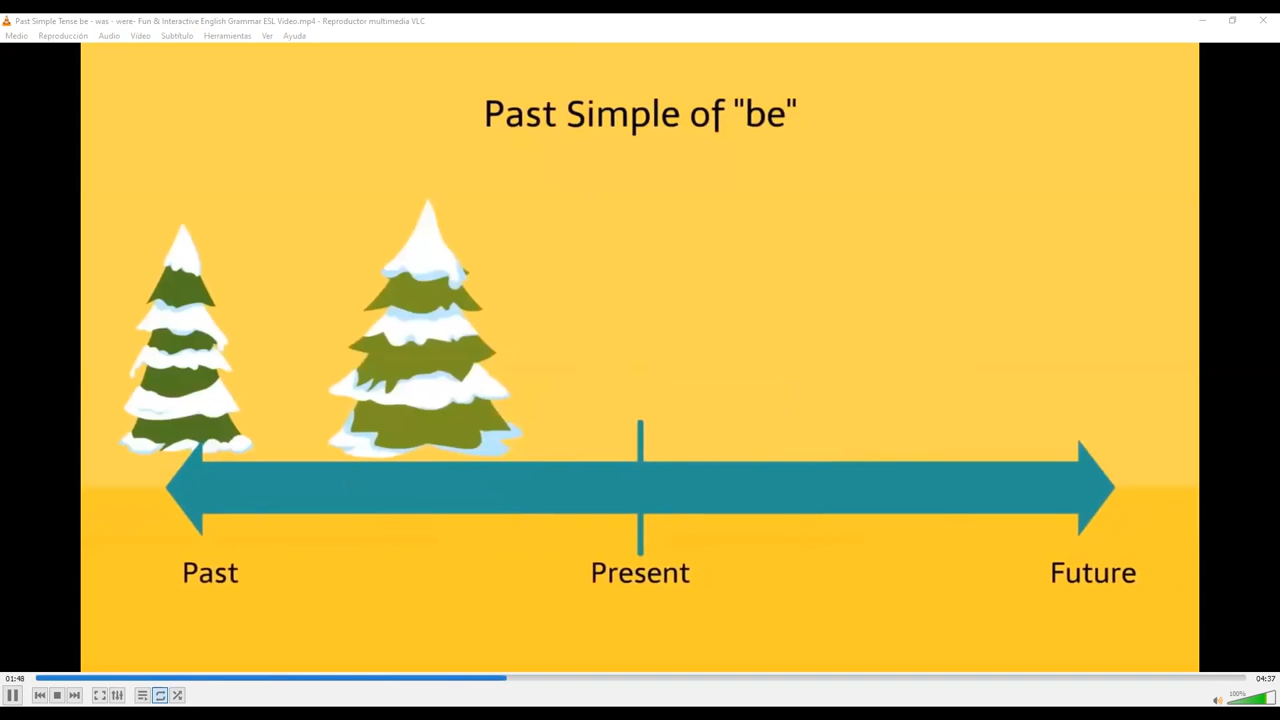 Past Simple Tense be - was - were- Fun & Interactive English Grammar ESL Video.mp4 - Reproductor multimedia VLC
Medio Reproducción Audio Vídeo Subtítulo Herramientas Ver Ayuda
Past Simple of "be"
Past Present Future
01:48 04:37
100%